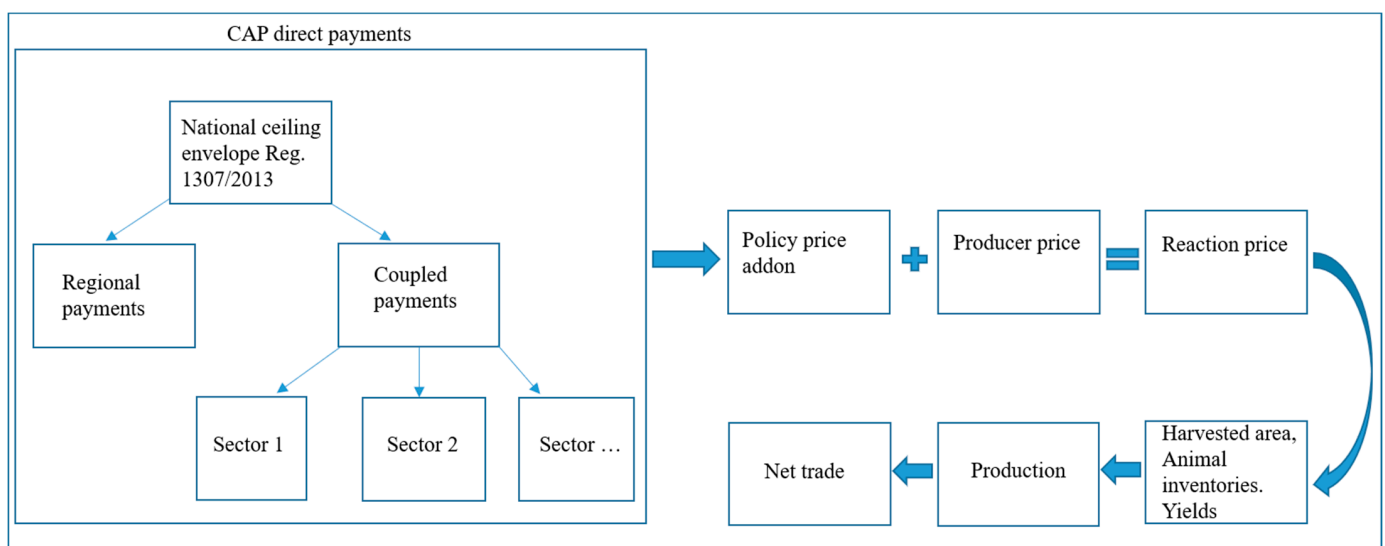 CAP direct payments
National ceiling
envelope Reg.
1307/2013
Regional
payments
Coupled
payments
Sector 1
Sector 2
Sector …
Policy price
addon
Producer price
Reaction price
Harvested area,
Animal
inventories.
Yields
Production
Net trade